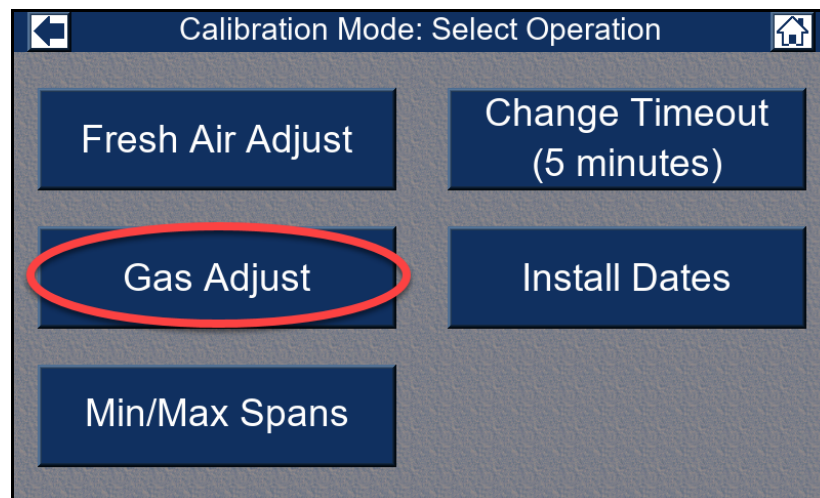 Calibration Mode: Select Operation
Fresh Air Adjust
Change Timeout
(5 minutes)
Gas Adjust
Install Dates
Min/Max Spans